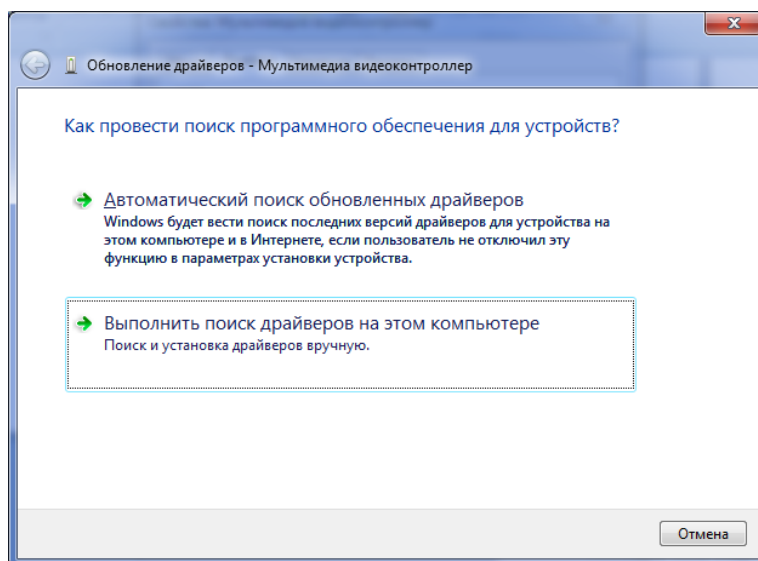 Обновление драйверов - Мультимедиа видеоконтроллер
Как провести поиск программного обеспечения для устройств?
Автоматический поиск обновленных драйверов
Windows будет вести поиск последних версий драйверов для устройства на
этом компьютере и в Интернете, если пользователь не отключил эту
функцию в параметрах установки устройства.
Выполнить поиск драйверов на этом компьютере
Поиск и установка драйверов вручную.
Отмена